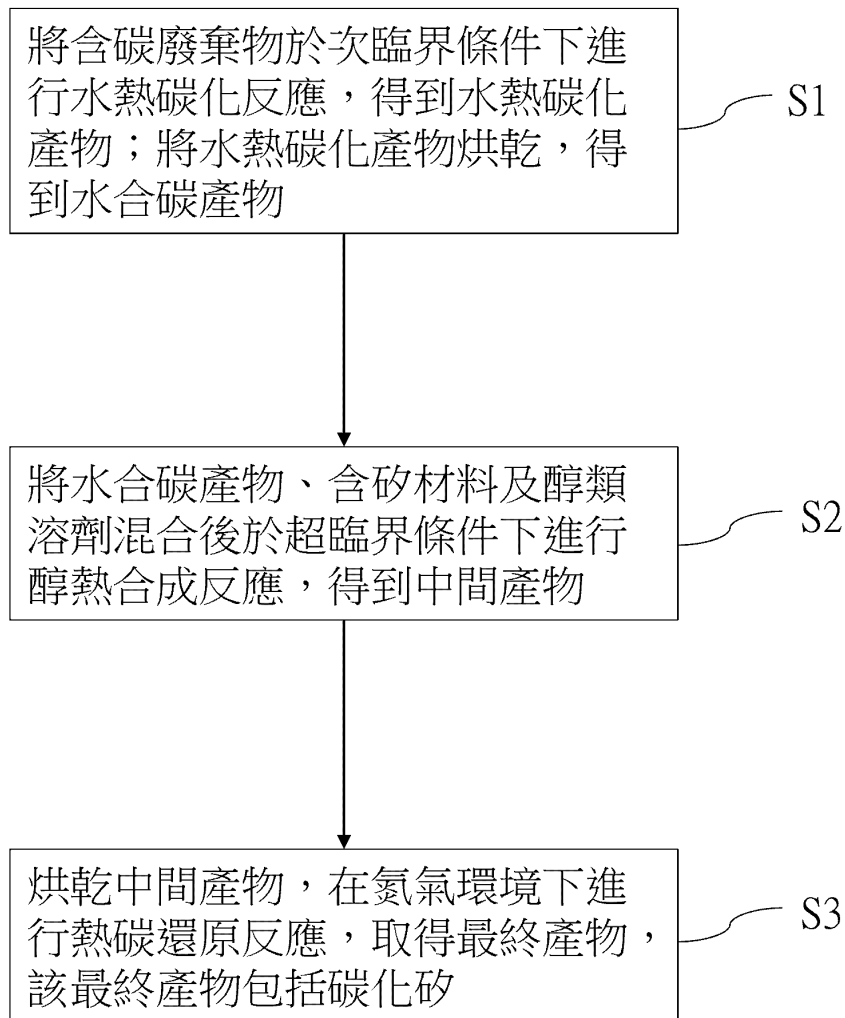 將含碳廢棄物於次臨界條件下進
行水熱碳化反應，得到水熱碳化
產物；將水熱碳化產物烘乾，得
到水合碳產物
S1
將水合碳產物、含矽材料及醇類
溶劑混合後於超臨界條件下進行
醇熱合成反應，得到中間產物
S2
烘乾中間產物，在氮氣環境下進
行熱碳還原反應，取得最終產物，
該最終產物包括碳化矽
S3